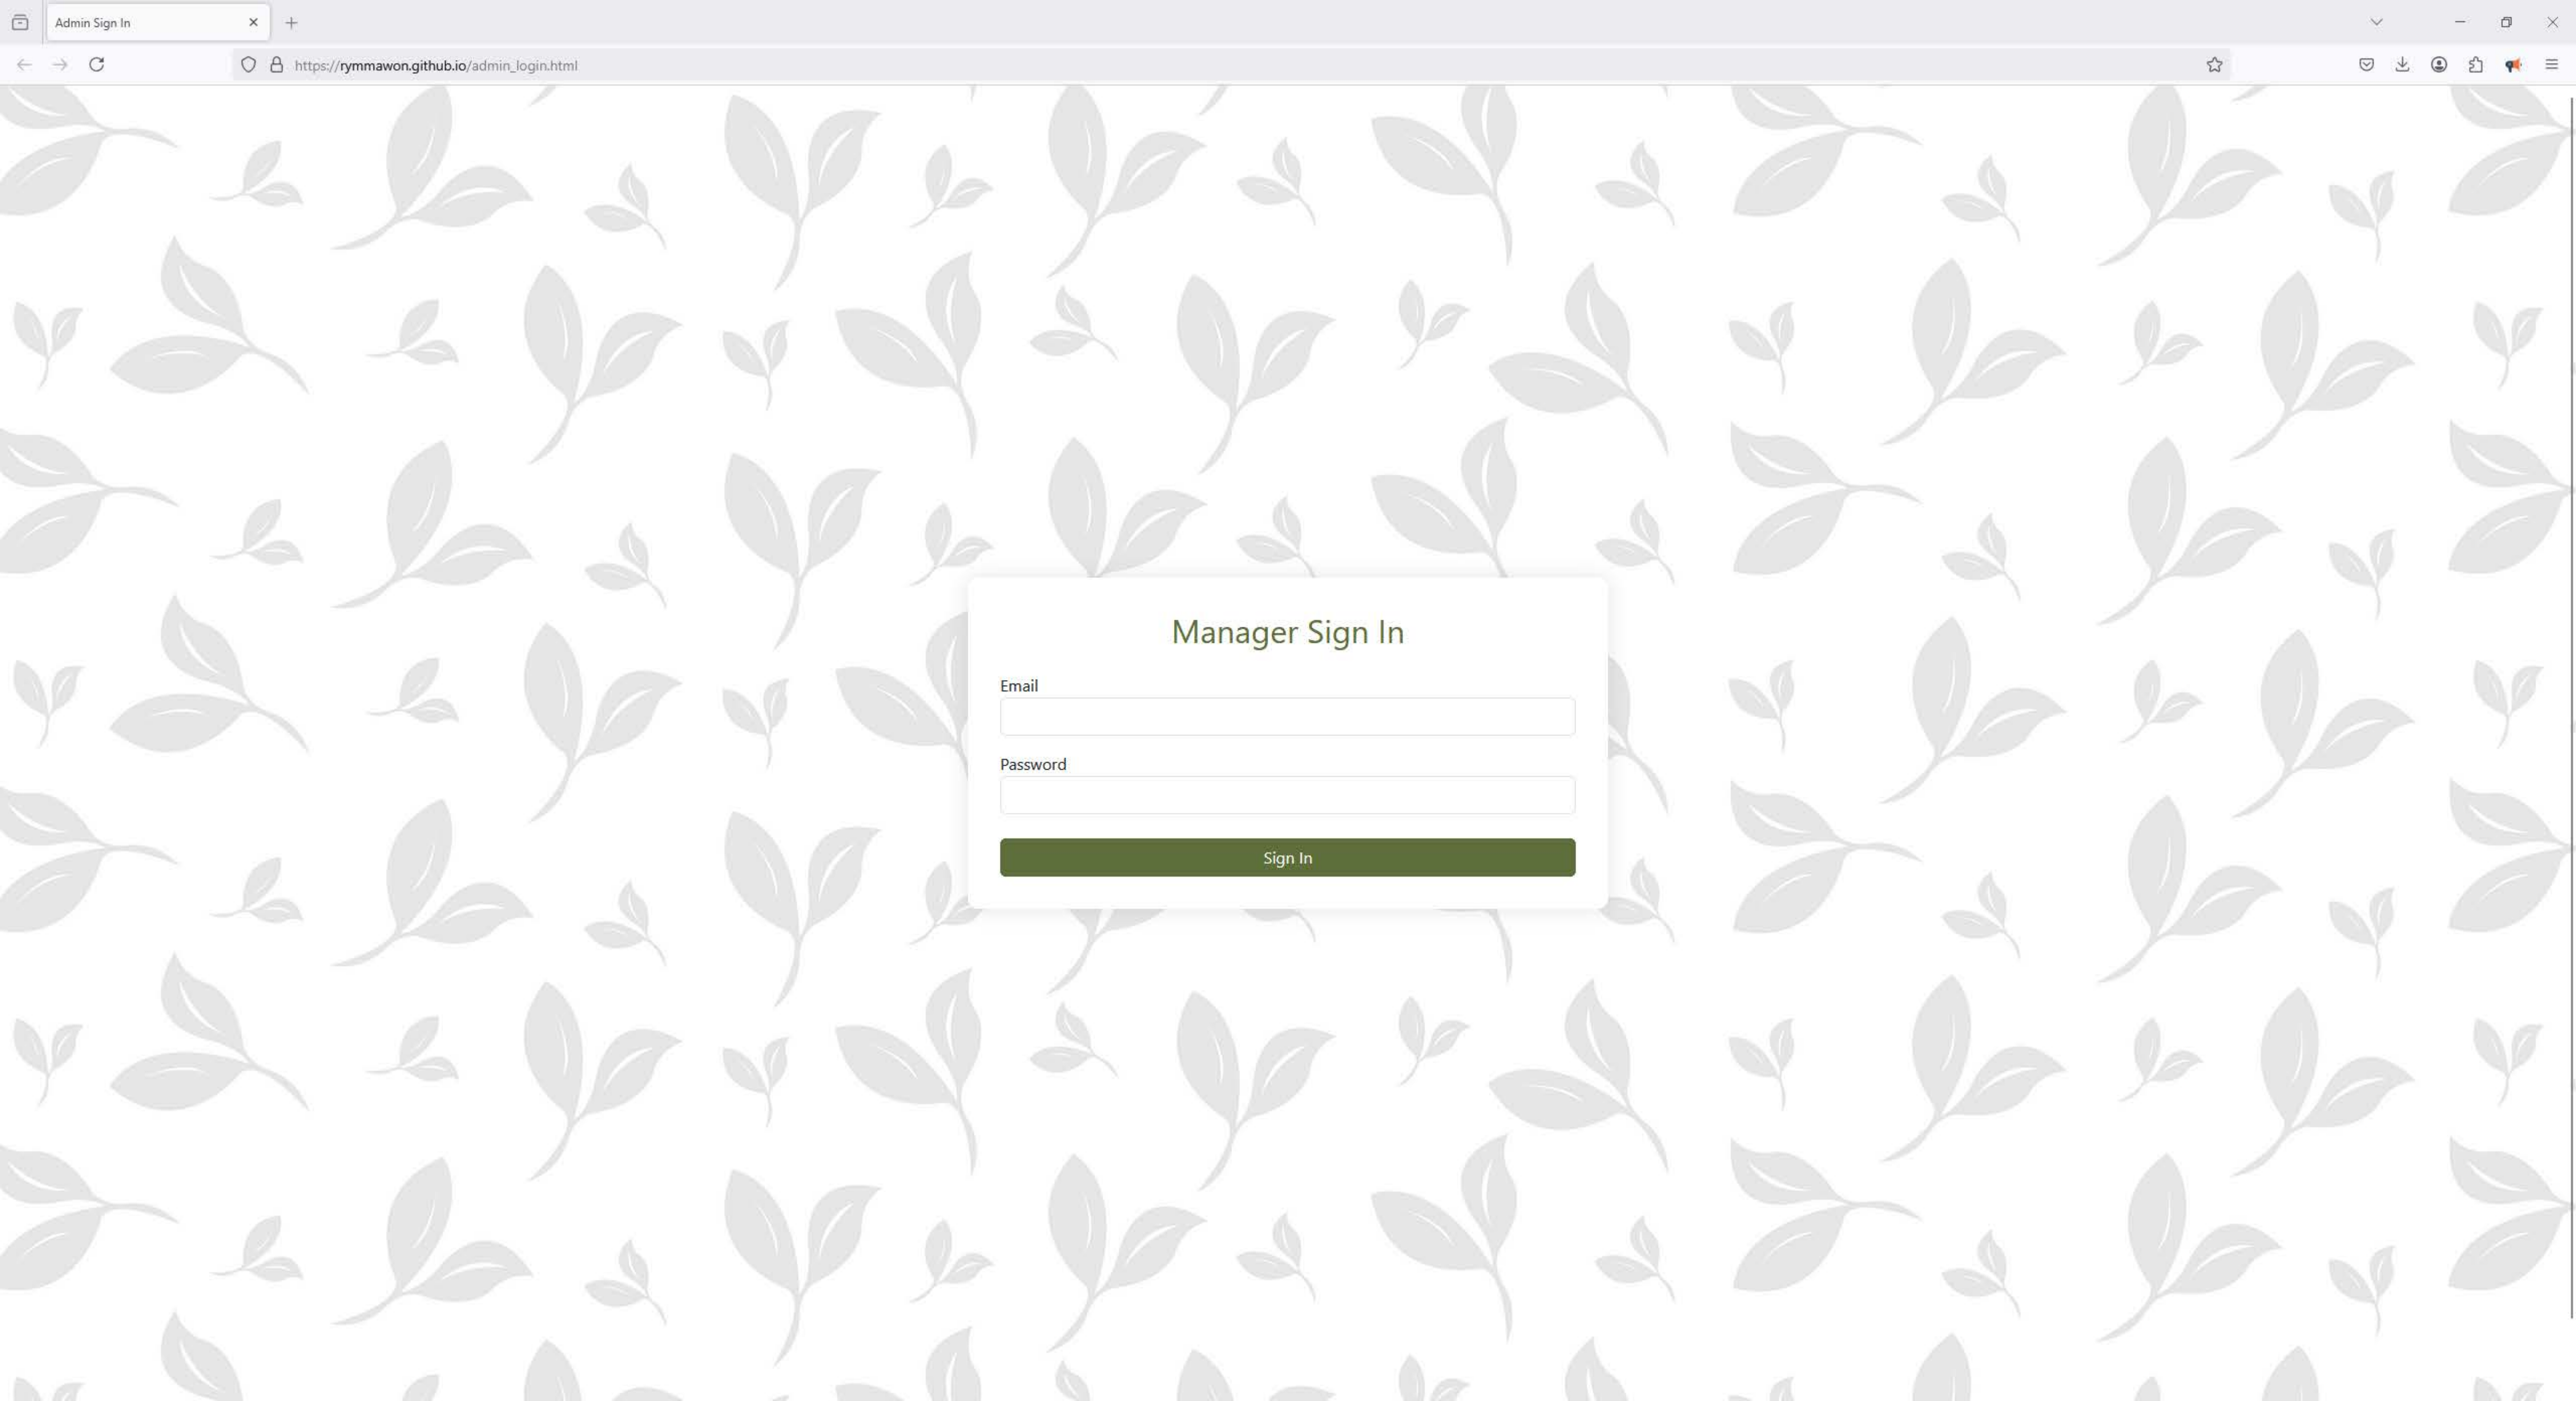 Admin Sign In
https://rymmawon.github.io/admin_login.html
Manager Sign In
Email
Password
Sign In